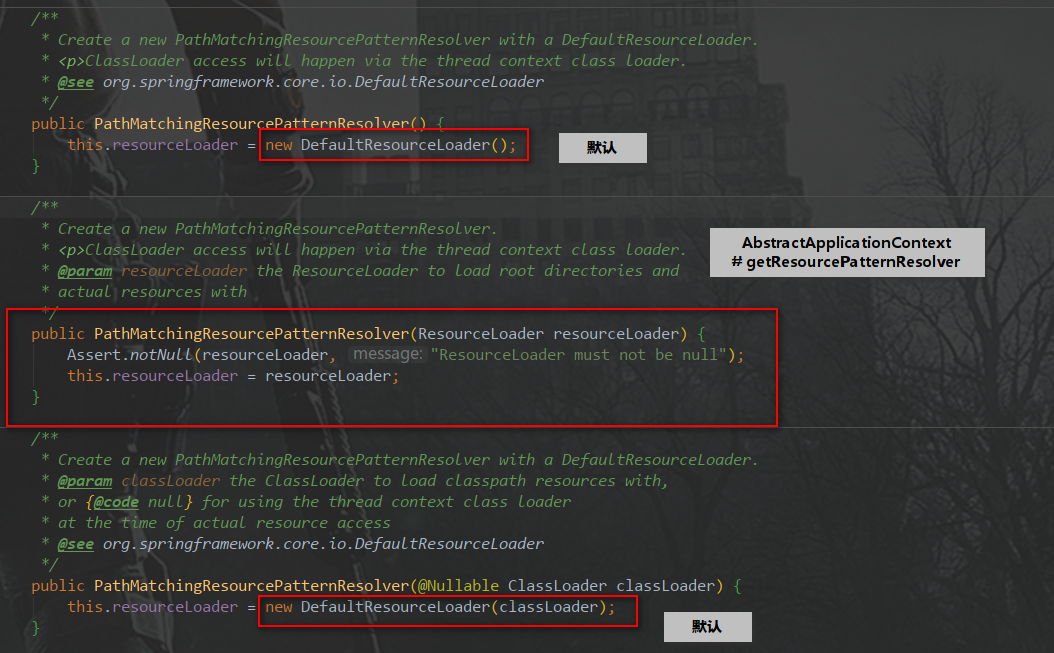 /**
* Create a new PathMatchingResourcePatternResolver with a DefaultResourceLoader.
* <p>ClassLoader access will happen via the thread context class loader.
* @see org.springframework.core.io.DefaultResourceLoader
*/
public PathMatchingResourcePatternResolver() {
this.resourceLoader = new DefaultResourceLoader();
默认
}
/**
* Create a new PathMatchingResourcePatternResolver.
* <p>ClassLoader access will happen via the thread context class loader.
* @param resourceLoader the ResourceLoader to load root directories and
* actual resources with
AbstractApplicationContext
# getResourcePatternResolver
*/
public PathMatchingResourcePatternResolver(ResourceLoader resourceLoader) {
Assert.notNull(resourceLoader, message: "ResourceLoader must not be null");
this.resourceLoader = resourceLoader;
}
/**
* Create a new PathMatchingResourcePatternResolver with a DefaultResourceLoader.
* @param classLoader the ClassLoader to load classpath resources with,
* or {@code null} for using the thread context class loader
* at the time of actual resource access
* @see org.springframework.core.io.DefaultResourceLoader
*/
public PathMatchingResourcePatternResolver(@Nullable ClassLoader classLoader) {
this.resourceLoader = new DefaultResourceLoader(classLoader);
默认
}